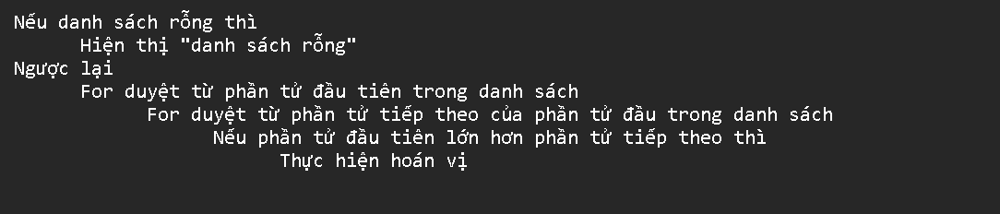 Nếu danh sách rỗng thì
Hiện thị "danh sách rỗng"
Ngược lại
For duyệt từ phần tử đầu tiên trong danh sách
For duyệt từ phần tử tiếp theo của phần tử đầu trong danh sách
Nếu phần tử đầu tiên lớn hơn phần tử tiếp theo thì
Thực hiện hoán vị